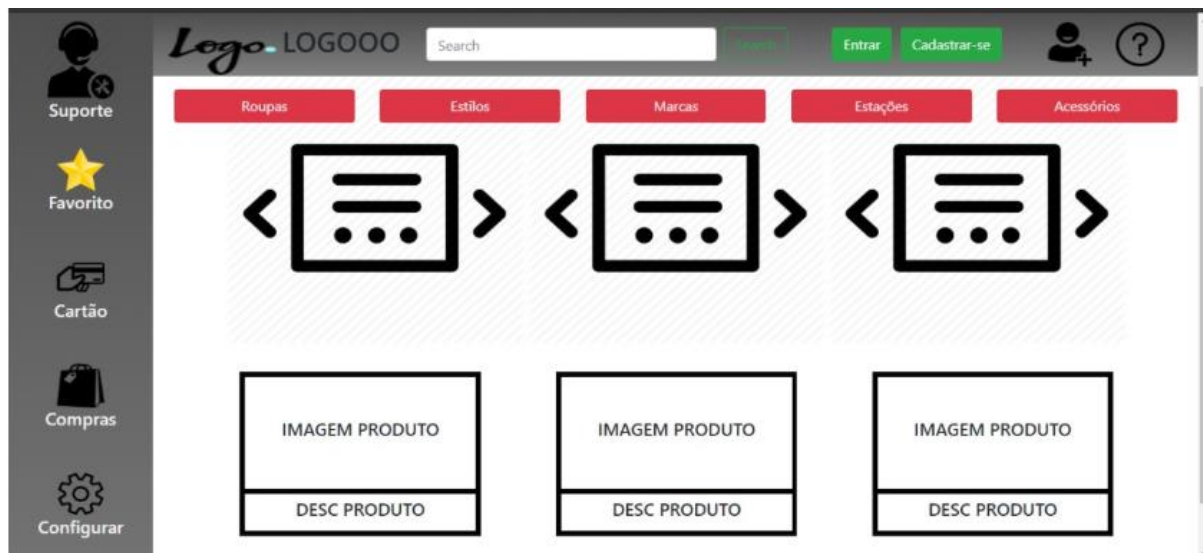 Logo. LOGOOO
Search
Search
Entrar
Cadastrar-se
Suporte
Favorito
Cartão
Compras
Configurar
Roupas
Estilos
Marcas
Estações
Acessórios
IMAGEM PRODUTO
DESC PRODUTO
IMAGEM PRODUTO
DESC PRODUTO
IMAGEM PRODUTO
DESC PRODUTO